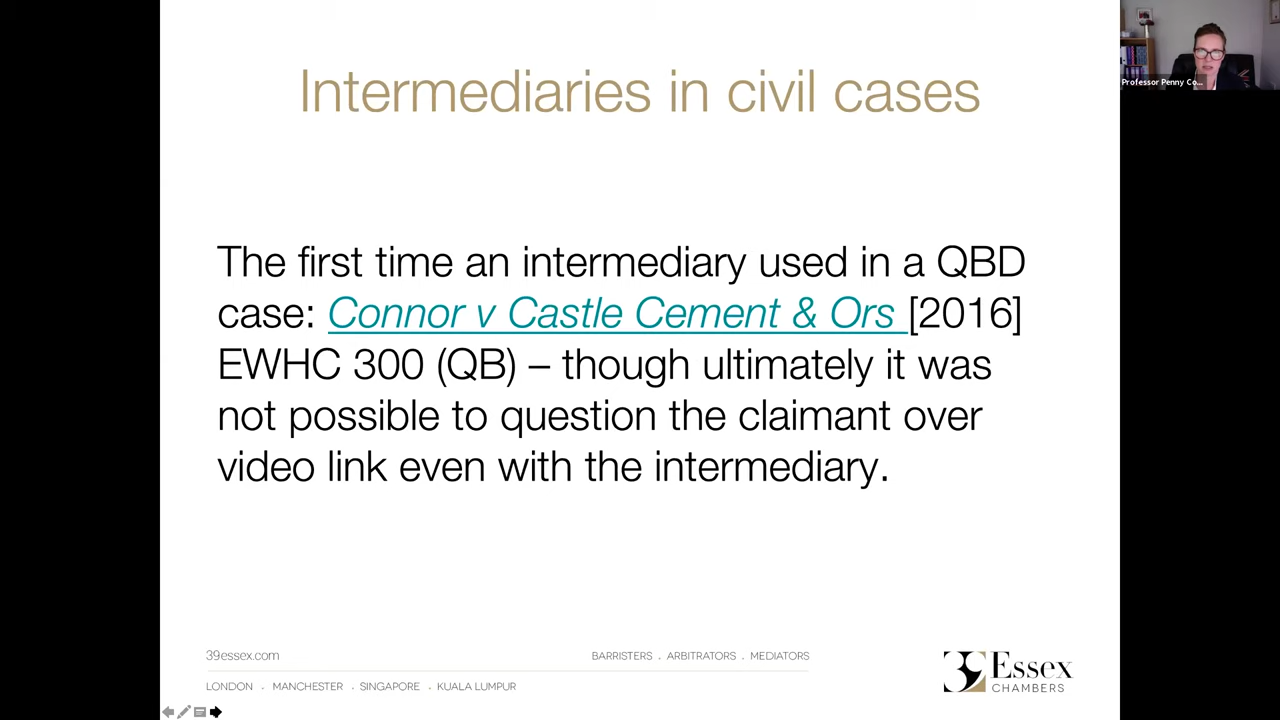 Intermediaries in civil cases
Professor Penny Co...
The first time an intermediary used in a QBD
case: Connor v Castle Cement & Ors [2016]
EWHC 300 (QB) – though ultimately it was
not possible to question the claimant over
video link even with the intermediary.
39essex.com
BARRISTERS . ARBITRATORS . MEDIATORS
LONDON . MANCHESTER . SINGAPORE . KUALA LUMPUR
39 Essex
CHAMBERS